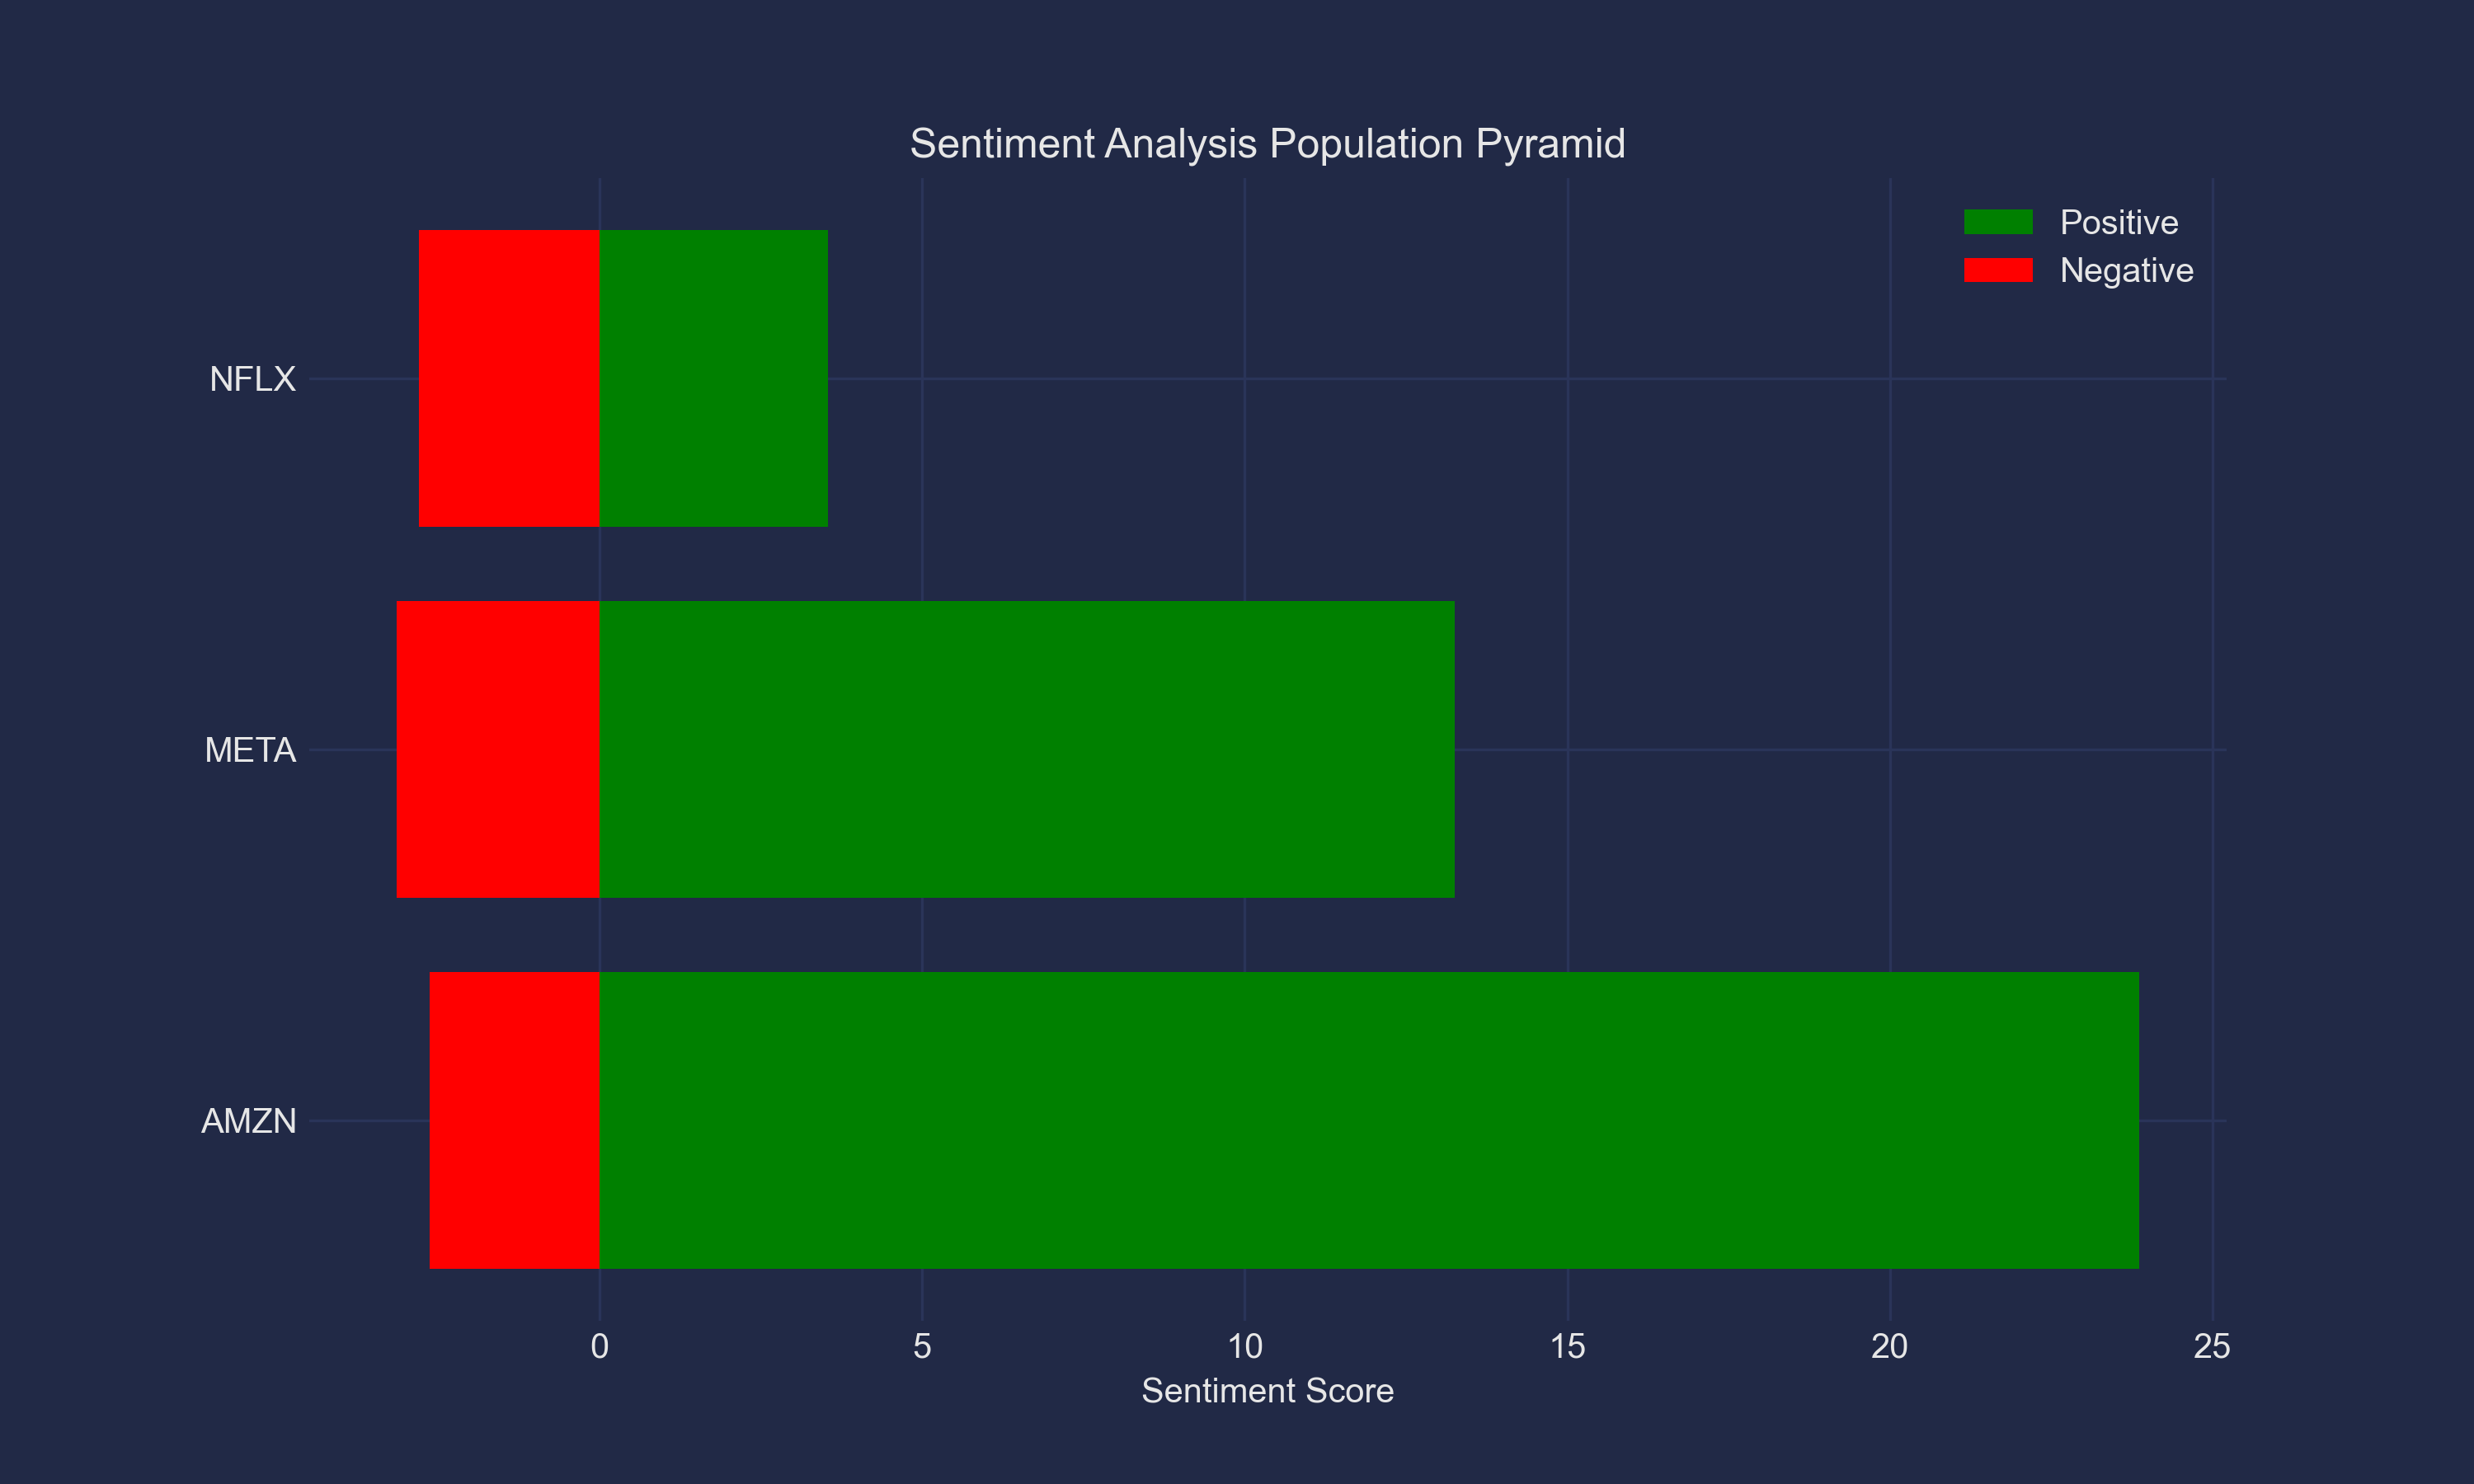 Sentiment Analysis Population Pyramid
Positive
Negative
NFLX
META
AMZN
0 5 10 15 20 25
Sentiment Score